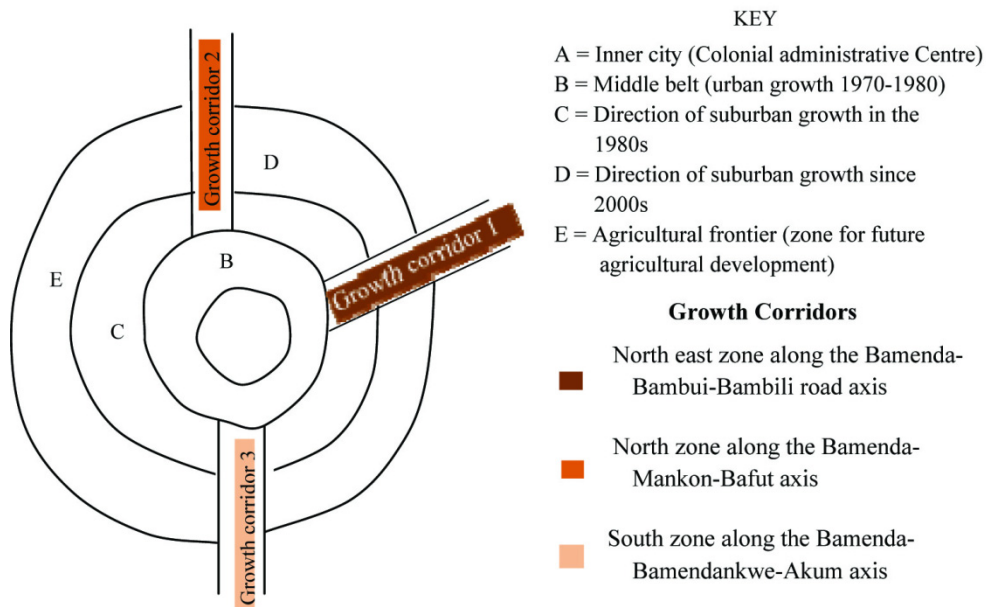 Growth corridor 2
D
Growth corridor 1
B
E
C
Growth corridor 3
KEY
A = Inner city (Colonial administrative Centre)
B = Middle belt (urban growth 1970-1980)
C = Direction of suburban growth in the
1980s
D = Direction of suburban growth since
2000s
E = Agricultural frontier (zone for future
agricultural development)
Growth Corridors
North east zone along the Bamenda-
Bambui-Bambili road axis
North zone along the Bamenda-
Mankon-Bafut axis
South zone along the Bamenda-
Bamendankwe-Akum axis